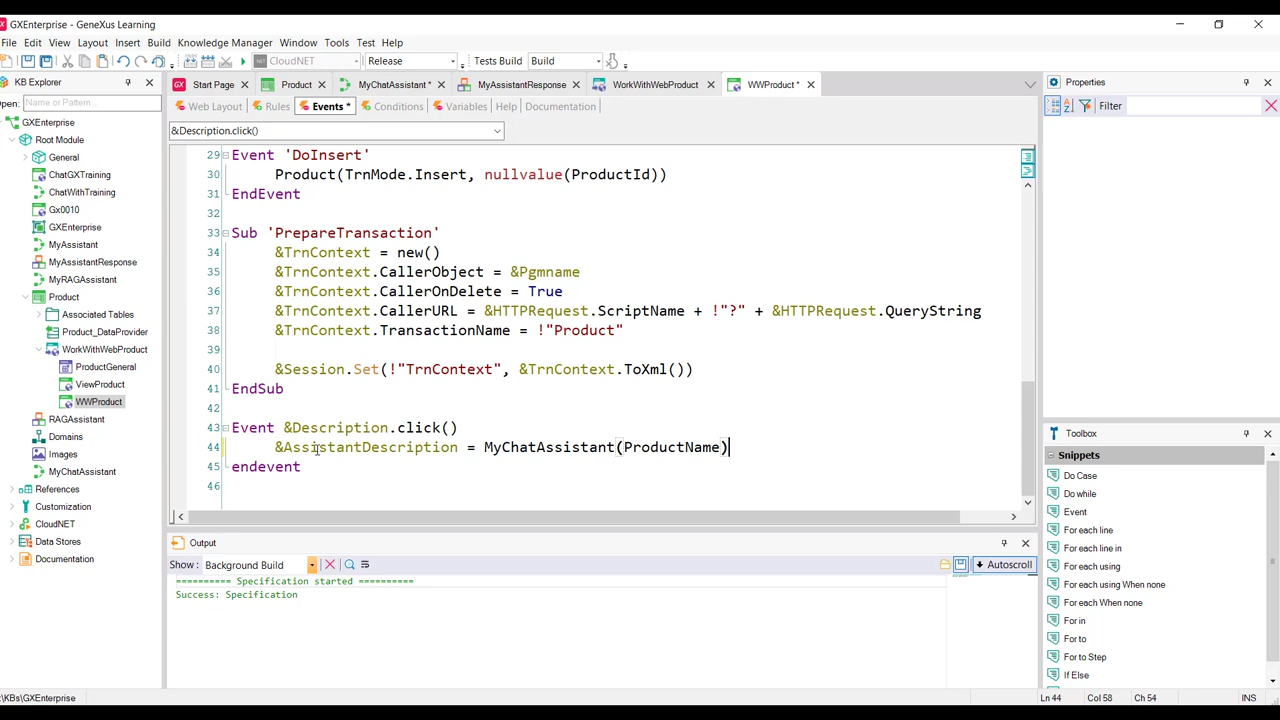 GXEnterprise - GeneXus Learning
File Edit View Layout Insert Build Knowledge Manager Window Tools Test Help
CloudNET Release Tests Build Build
KB Explorer
Open: Name or Pattern...
GXEnterprise
Root Module
General
ChatGXTraining
ChatWithTraining
Gx0010
GXEnterprise
MyAssistant
MyAssistantResponse
MyRAGAssistant
Product
Associated Tables
Product_DataProvider
WorkWithWebProduct
ProductGeneral
ViewProduct
WWProduct
RAGAssistant
Domains
Images
MyChatAssistant
References
Customization
CloudNET
Data Stores
Documentation
Start Page Product MyChatAssistant * MyAssistantResponse WorkWithWebProduct WWProduct *
Web Layout Rules Events * Conditions Variables Help Documentation
&Description.click()
29 Event 'DoInsert'
30 Product(TrnMode.Insert, nullvalue(ProductId))
31 EndEvent
32
33 Sub 'PrepareTransaction'
34 &TrnContext = new()
35 &TrnContext.CallerObject = &Pgmname
36 &TrnContext.CallerOnDelete = True
37 &TrnContext.CallerURL = &HTTPRequest.ScriptName + !"?" + &HTTPRequest.QueryString
38 &TrnContext.TransactionName = !"Product"
39
40 &Session.Set(!"TrnContext", &TrnContext.ToXml())
41 EndSub
42
43 Event &Description.click()
44 &AssistantDescription = MyChatAssistant(ProductName)
45 endevent
46
Output
Show: Background Build Autoscroll
========== Specification started ==========
Success: Specification
Properties
Filter
Toolbox
Snippets
Do Case
Do while
Event
For each line
For each line in
For each using
For each using When none
For each When none
For in
For to
For to Step
If Else
:\KBs\GXEnterprise Ln 44 Col 58 Ch 54 INS